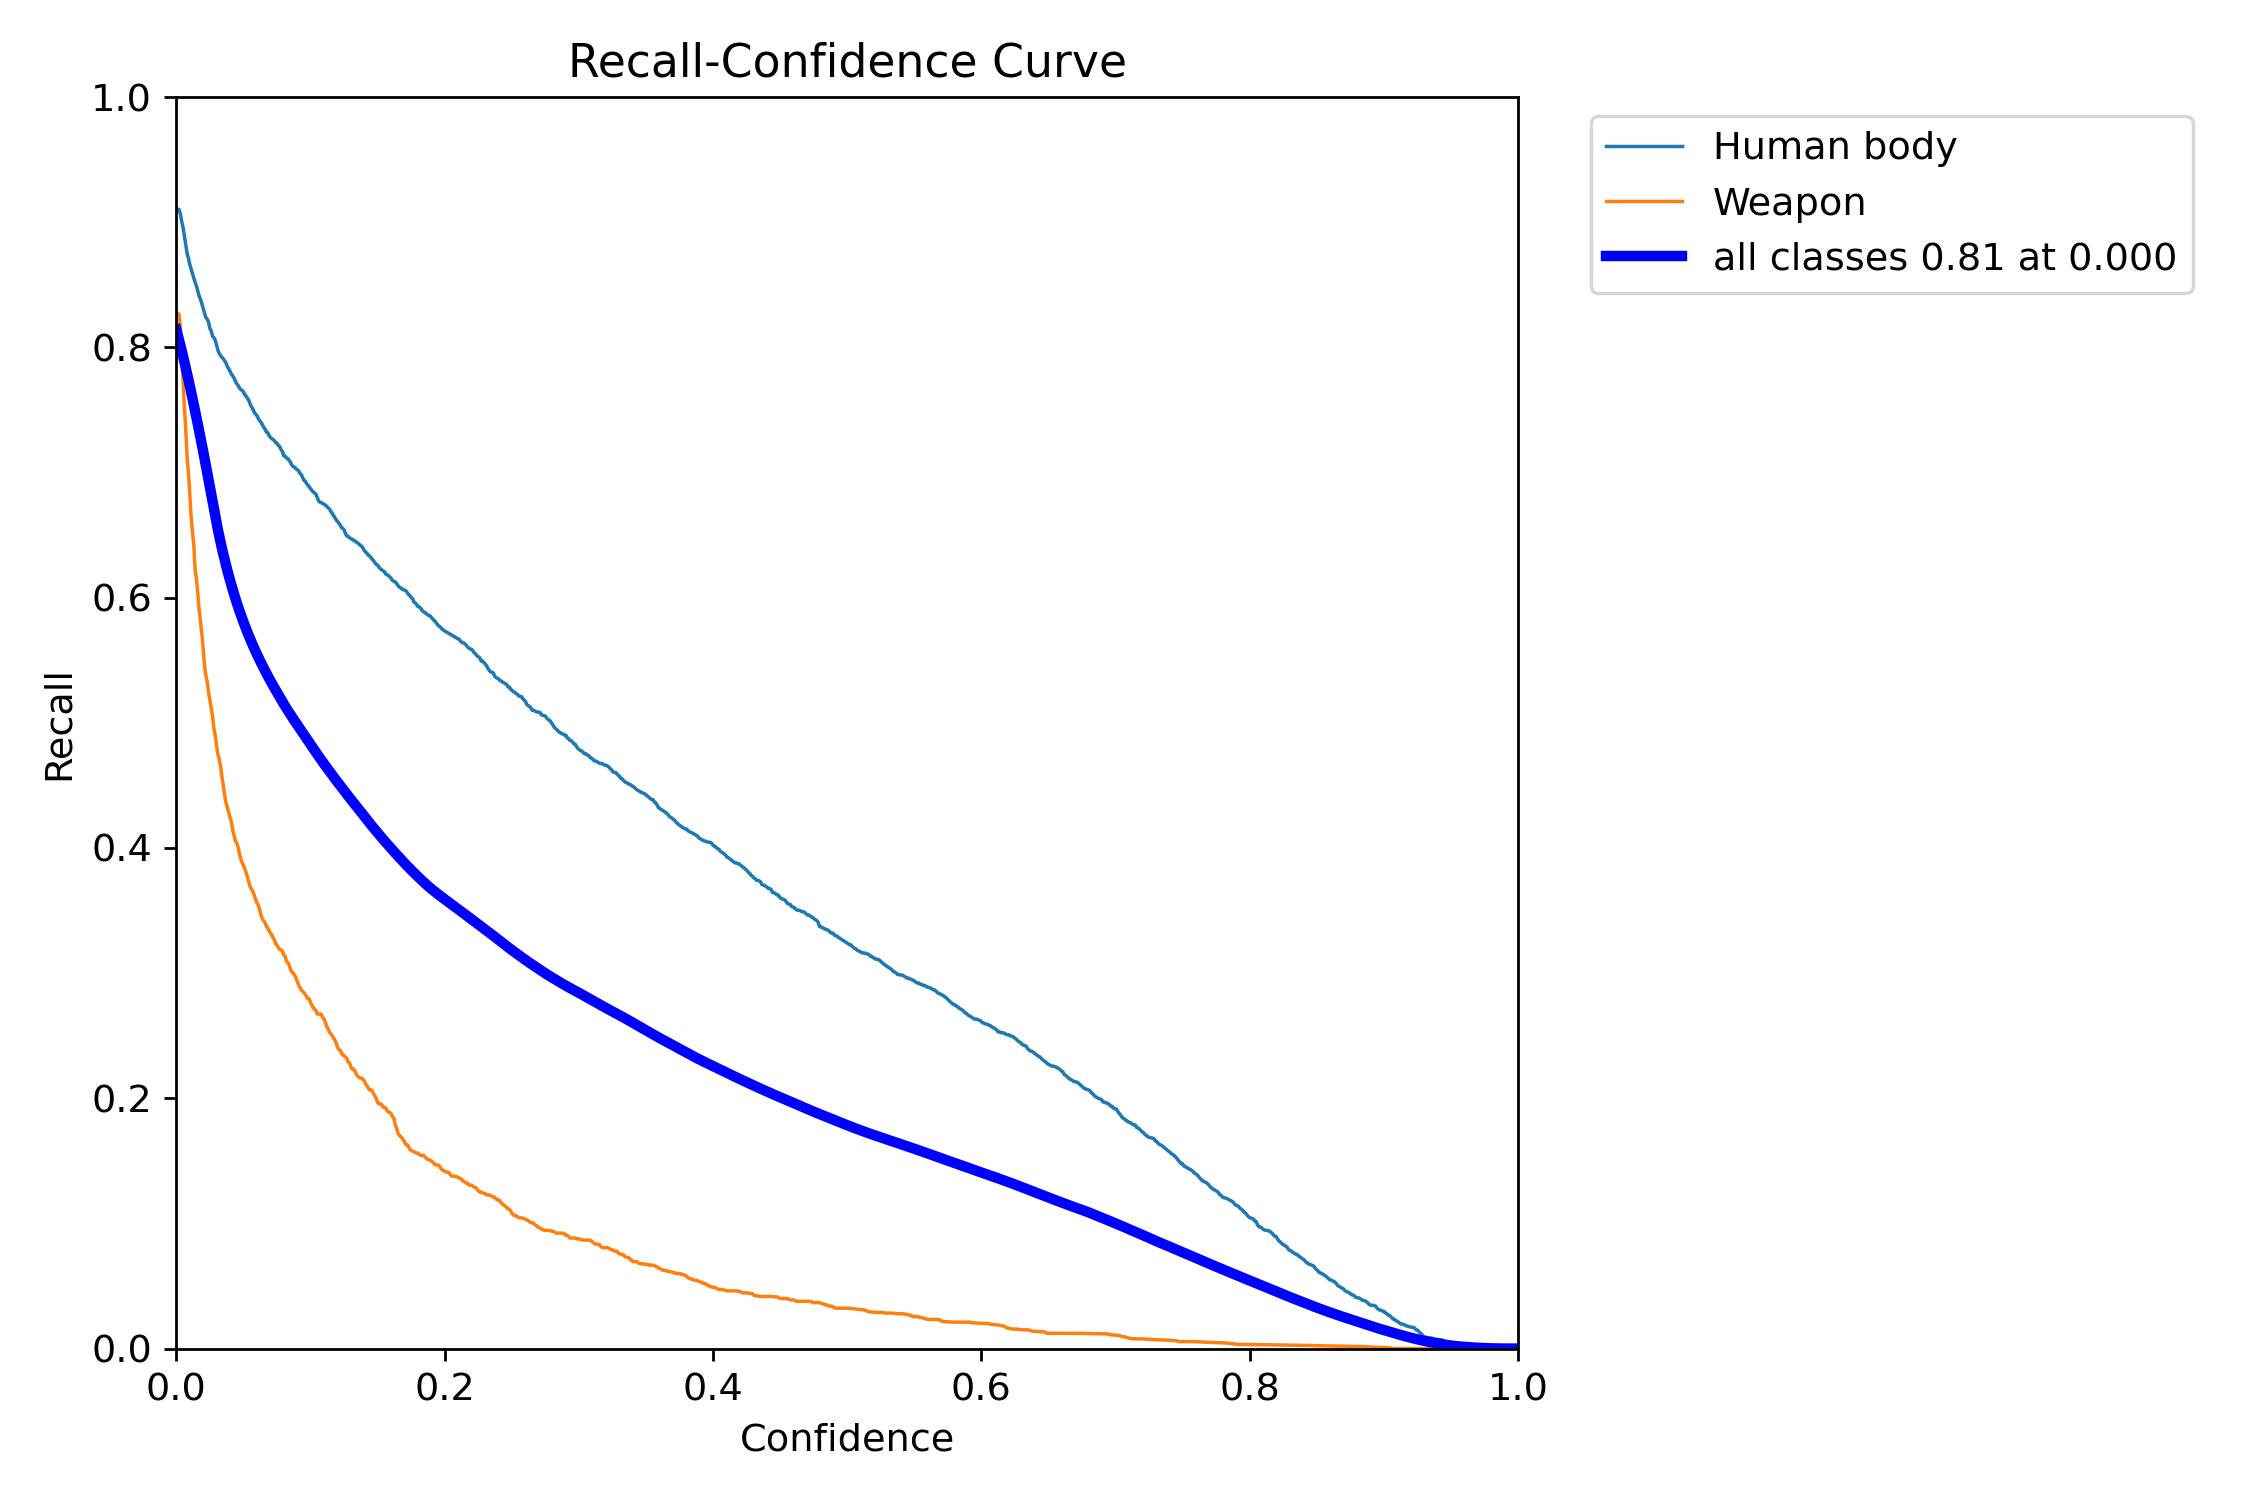 Recall-Confidence Curve
1.0
0.8
0.6
0.4
0.2
0.0
Recall
0.0 0.2 0.4 0.6 0.8 1.0
Confidence
Human body
Weapon
all classes 0.81 at 0.000